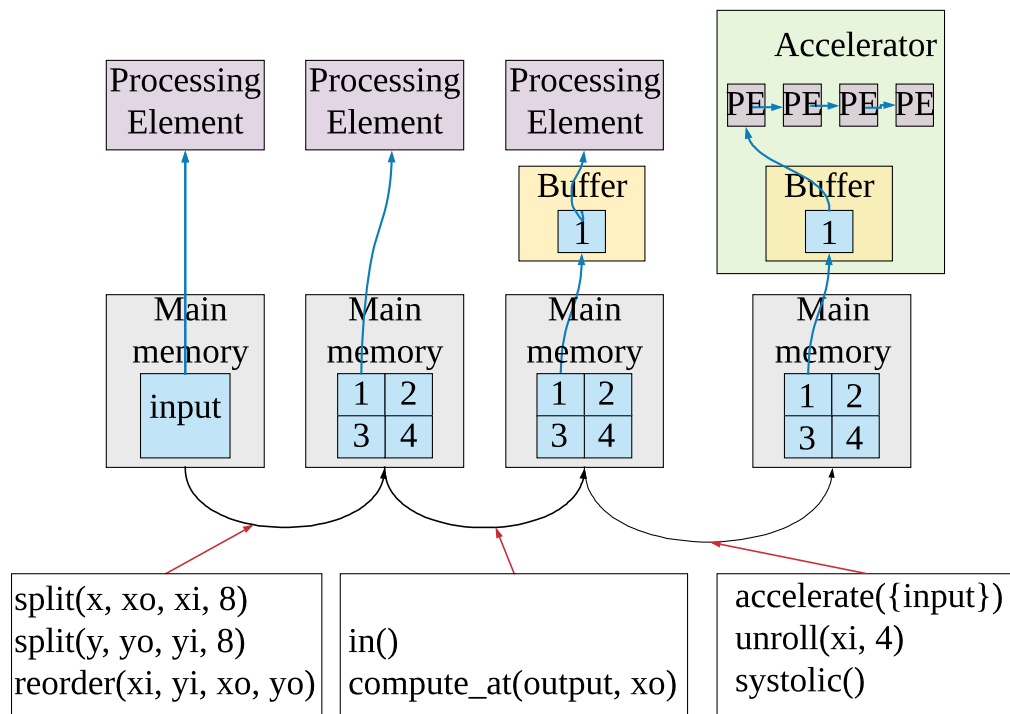 Processing
Element
Processing
Element
Processing
Element
Accelerator
PE PE PE PE
Buffer
1
Buffer
1
Main
memory
input
Main
memory
1 2
3 4
Main
memory
1 2
3 4
Main
memory
1 2
3 4
split(x, xo, xi, 8)
split(y, yo, yi, 8)
reorder(xi, yi, xo, yo)
in()
compute_at(output, xo)
accelerate({input})
unroll(xi, 4)
systolic()